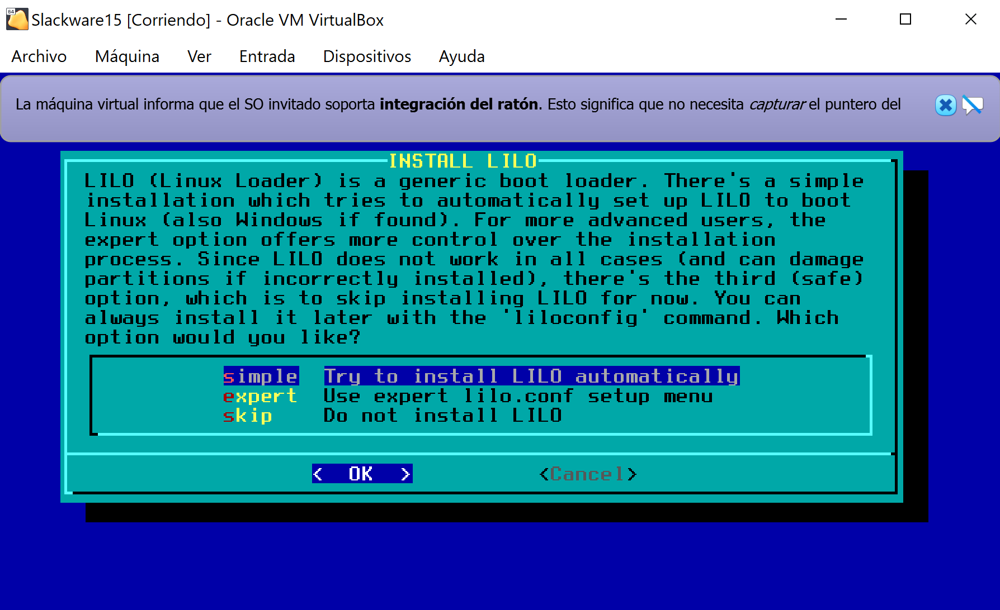 64
Slackware15 [Corriendo] - Oracle VM VirtualBox
Archivo Máquina Ver Entrada Dispositivos Ayuda
La máquina virtual informa que el SO invitado soporta integración del ratón. Esto significa que no necesita capturar el puntero del
INSTALL LILO
LILO (Linux Loader) is a generic boot loader. There's a simple
installation which tries to automatically set up LILO to boot
Linux (also Windows if found). For more advanced users, the
expert option offers more control over the installation
process. Since LILO does not work in all cases (and can damage
partitions if incorrectly installed), there's the third (safe)
option, which is to skip installing LILO for now. You can
always install it later with the 'liloconfig' command. Which
option would you like?
simple Try to install LILO automatically
expert Use expert lilo.conf setup menu
skip Do not install LILO
< OK > <Cancel>